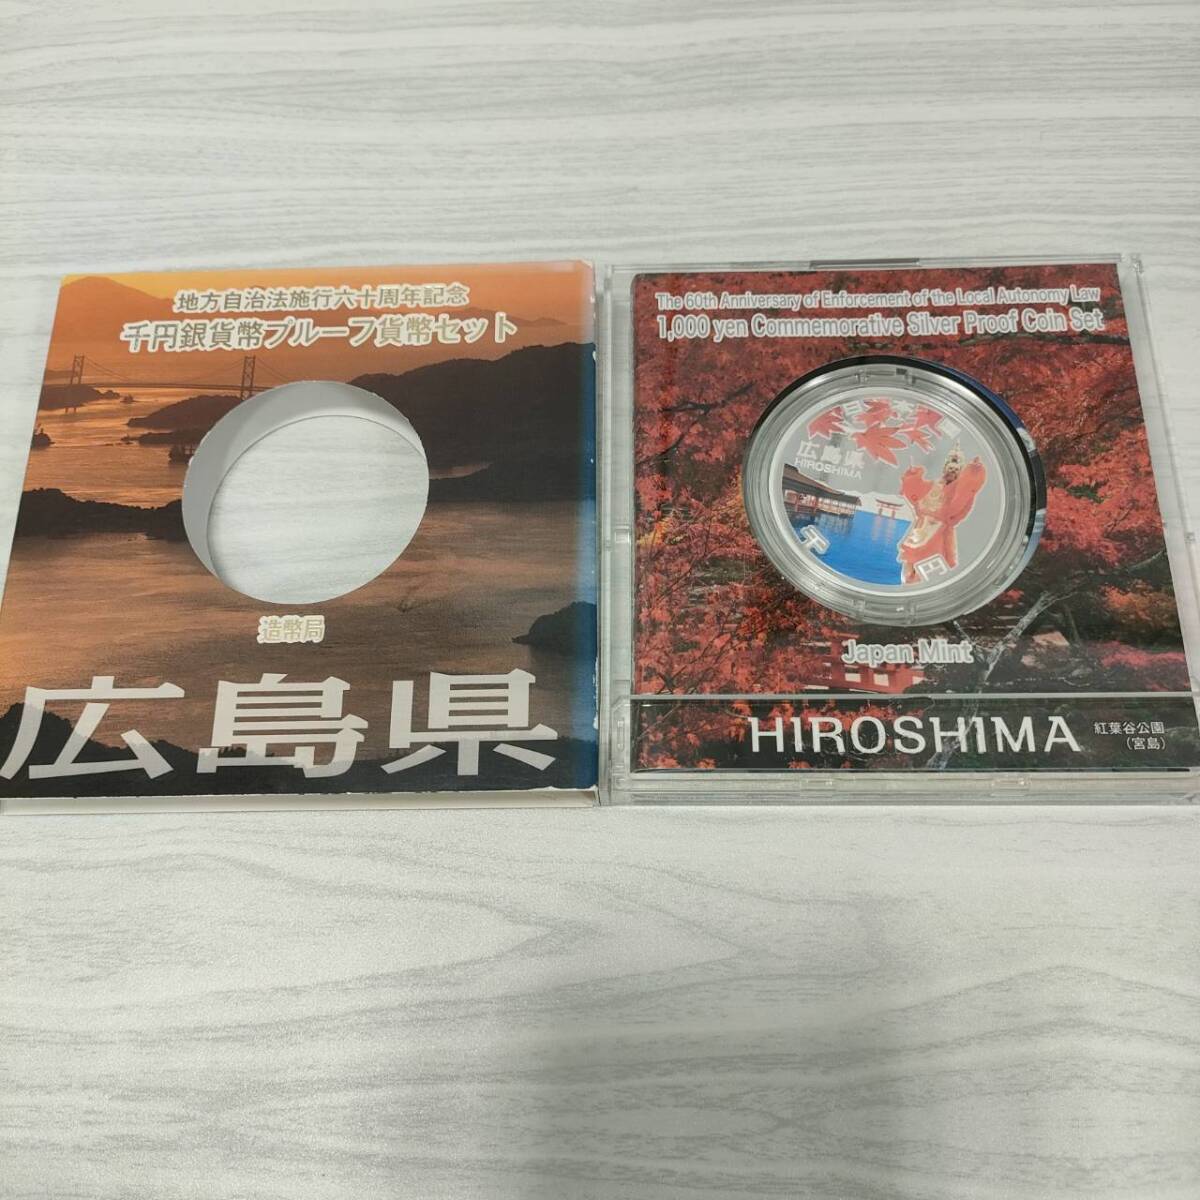 地方自治法施行六十周年記念
千円銀貨幣プルーフ貨幣セット
造幣局
広島県
The 60th Anniversary of Enforcement of the Local Autonomy Law
1,000 yen Commemorative Silver Proof Coin Set
日本国
広島県
HIROSHIMA
千
円
Japan Mint
HIROSHIMA
紅葉谷公園
(宮島)